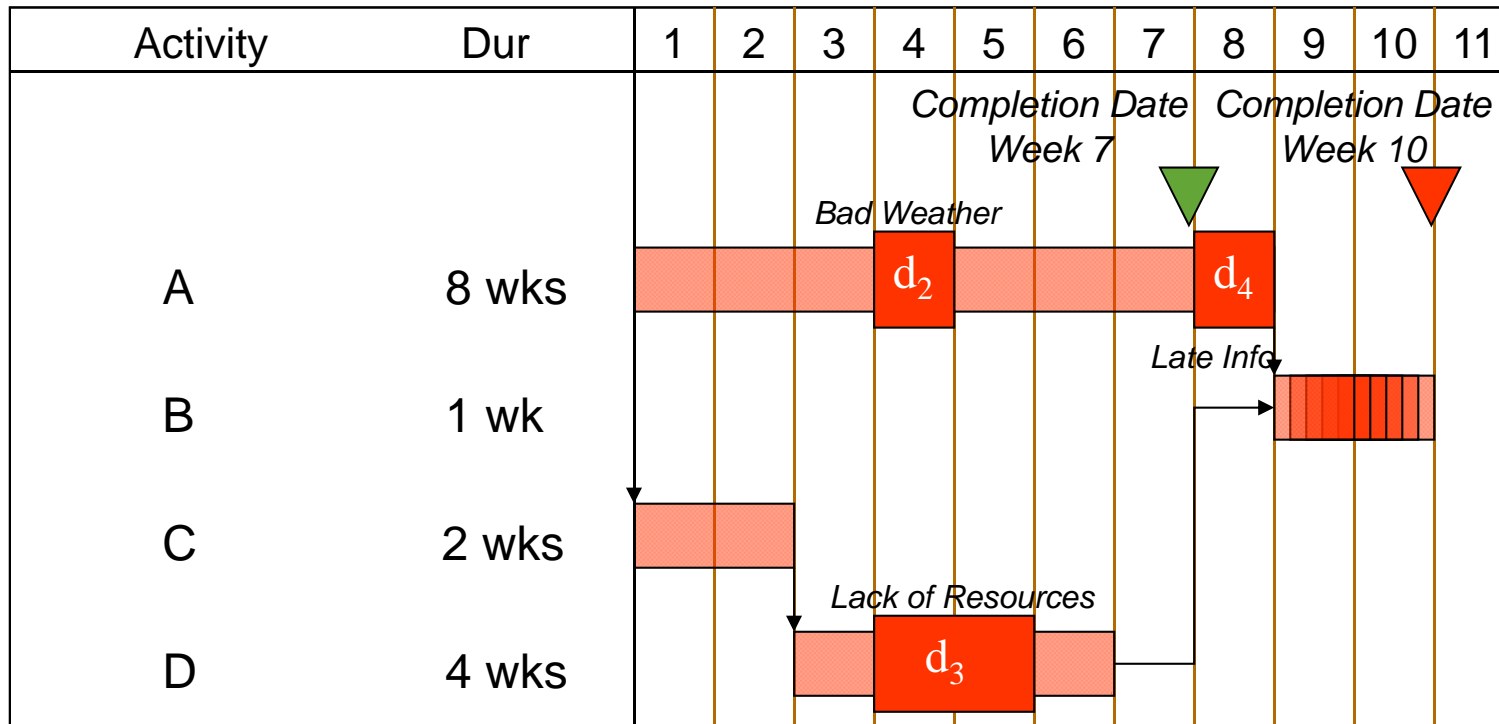 Activity Dur 1 2 3 4 5 6 7 8 9 10 11
Completion Date Completion Date
Week 7 Week 10
Bad Weather
A 8 wks d2 d4
Late Info
B 1 wk
C 2 wks
Lack of Resources
D 4 wks d3